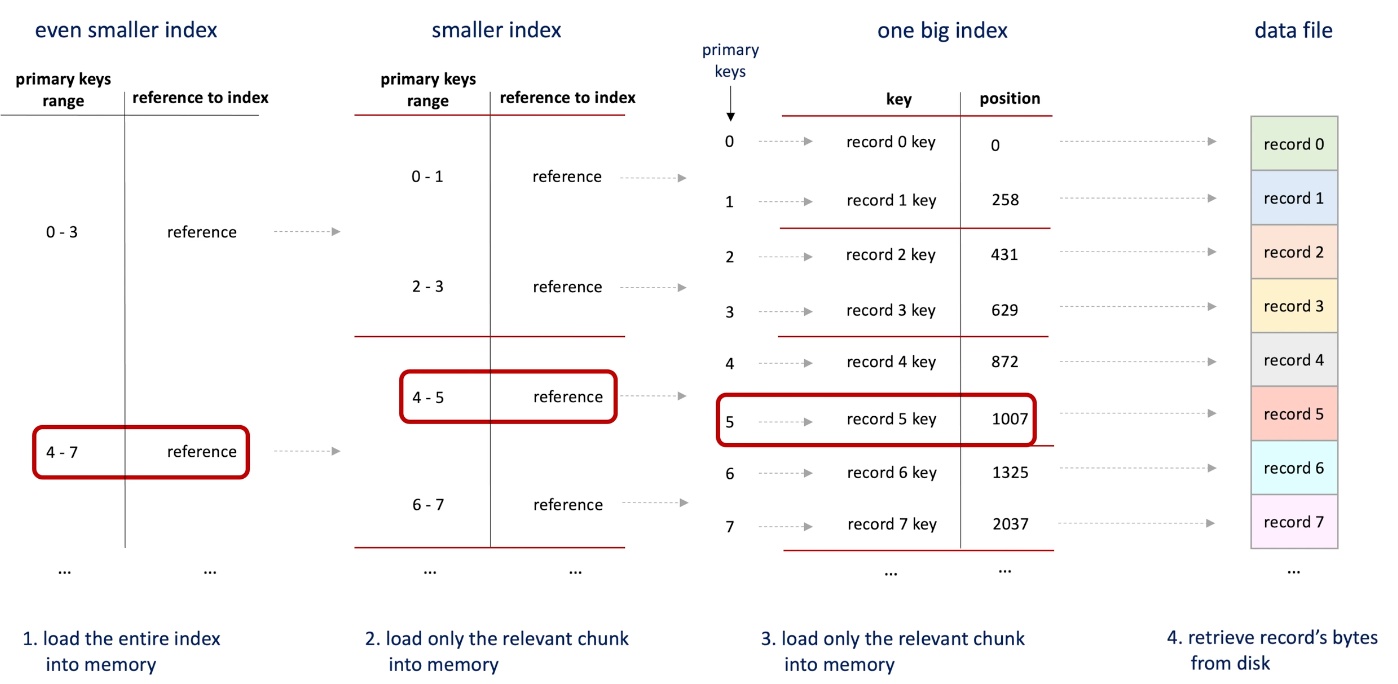 even smaller index
primary keys
range
reference to index
0 - 3
reference
4 - 7
reference
...
...
1. load the entire index
into memory
smaller index
primary keys
range
reference to index
0 - 1
reference
2 - 3
reference
4 - 5
reference
6 - 7
reference
...
...
2. load only the relevant chunk
into memory
primary
keys
0
1
2
3
4
5
6
7
one big index
key
position
record 0 key
0
record 1 key
258
record 2 key
431
record 3 key
629
record 4 key
872
record 5 key
1007
record 6 key
1325
record 7 key
2037
...
...
3. load only the relevant chunk
into memory
data file
record 0
record 1
record 2
record 3
record 4
record 5
record 6
record 7
...
4. retrieve record's bytes
from disk